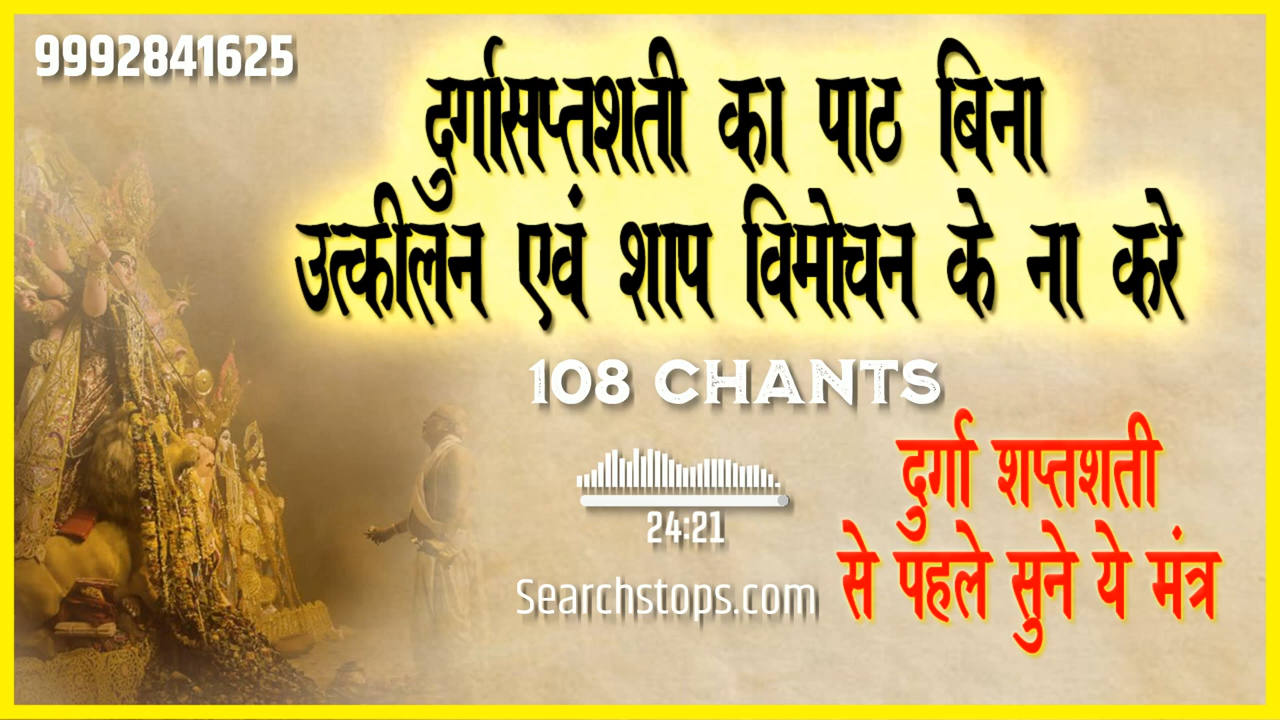 9992841625
दुर्गासप्तशती का पाठ बिना
उत्कीलन एवं शाप विमोचन के ना करे
108 CHANTS
24:21
Searchstops.com
दुर्गा शप्तशती
से पहले सुने ये मंत्र